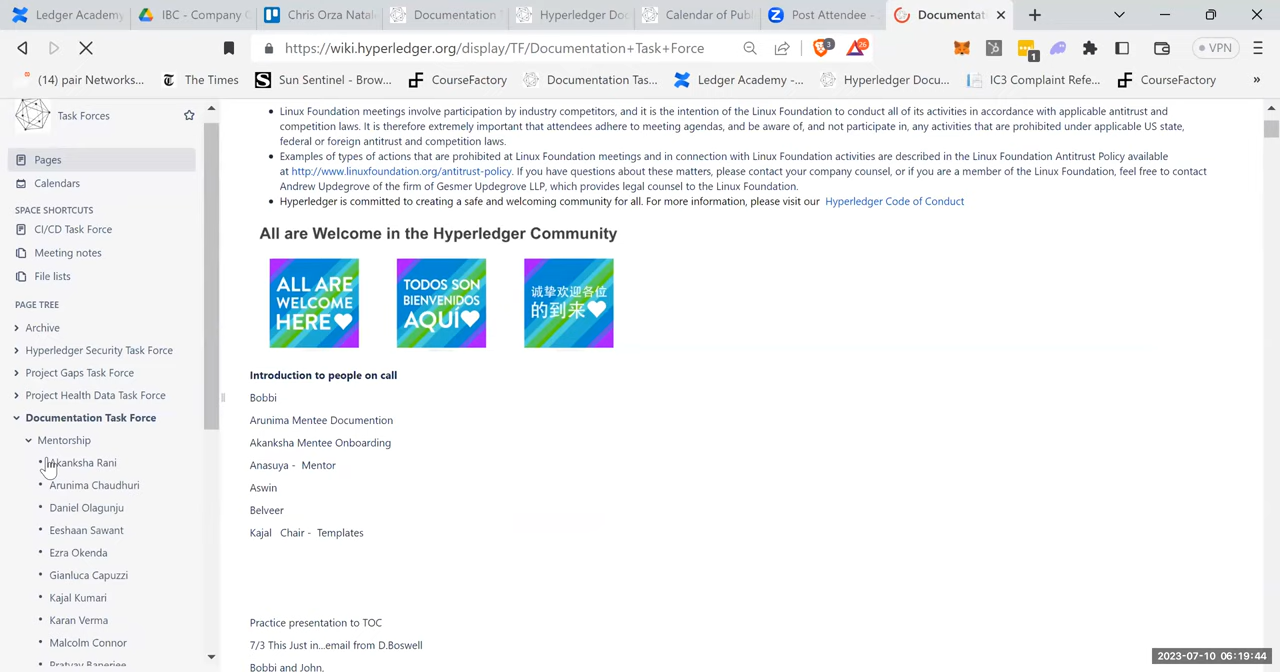 Ledger Academy
IBC - Company C
Chris Orza Natal
Documentation
Hyperledger Doc
Calendar of Pub
Post Attendee -
Documentat
https://wiki.hyperledger.org/display/TF/Documentation+Task+Force
3
26
1
VPN
(14) pair Networks...
The Times
Sun Sentinel - Brow...
CourseFactory
Documentation Tas...
Ledger Academy -...
Hyperledger Docu...
IC3 Complaint Refe...
CourseFactory
»
Task Forces
Pages
Calendars
SPACE SHORTCUTS
CI/CD Task Force
Meeting notes
File lists
PAGE TREE
Archive
Hyperledger Security Task Force
Project Gaps Task Force
Project Health Data Task Force
Documentation Task Force
Mentorship
Akanksha Rani
Arunima Chaudhuri
Daniel Olagunju
Eeshaan Sawant
Ezra Okenda
Gianluca Capuzzi
Kajal Kumari
Karan Verma
Malcolm Connor
Pratyay Banerjee
• Linux Foundation meetings involve participation by industry competitors, and it is the intention of the Linux Foundation to conduct all of its activities in accordance with applicable antitrust and
competition laws. It is therefore extremely important that attendees adhere to meeting agendas, and be aware of, and not participate in, any activities that are prohibited under applicable US state,
federal or foreign antitrust and competition laws.
• Examples of types of actions that are prohibited at Linux Foundation meetings and in connection with Linux Foundation activities are described in the Linux Foundation Antitrust Policy available
at http://www.linuxfoundation.org/antitrust-policy. If you have questions about these matters, please contact your company counsel, or if you are a member of the Linux Foundation, feel free to contact
Andrew Updegrove of the firm of Gesmer Updegrove LLP, which provides legal counsel to the Linux Foundation.
• Hyperledger is committed to creating a safe and welcoming community for all. For more information, please visit our Hyperledger Code of Conduct
All are Welcome in the Hyperledger Community
ALL ARE
WELCOME
HERE
TODOS SON
BIENVENIDOS
AQUÍ
诚挚欢迎各位
的到来
Introduction to people on call
Bobbi
Arunima Mentee Documention
Akanksha Mentee Onboarding
Anasuya - Mentor
Aswin
Belveer
Kajal Chair - Templates
Practice presentation to TOC
7/3 This Just in...email from D.Boswell
Bobbi and John,
2023-07-10 06:19:44